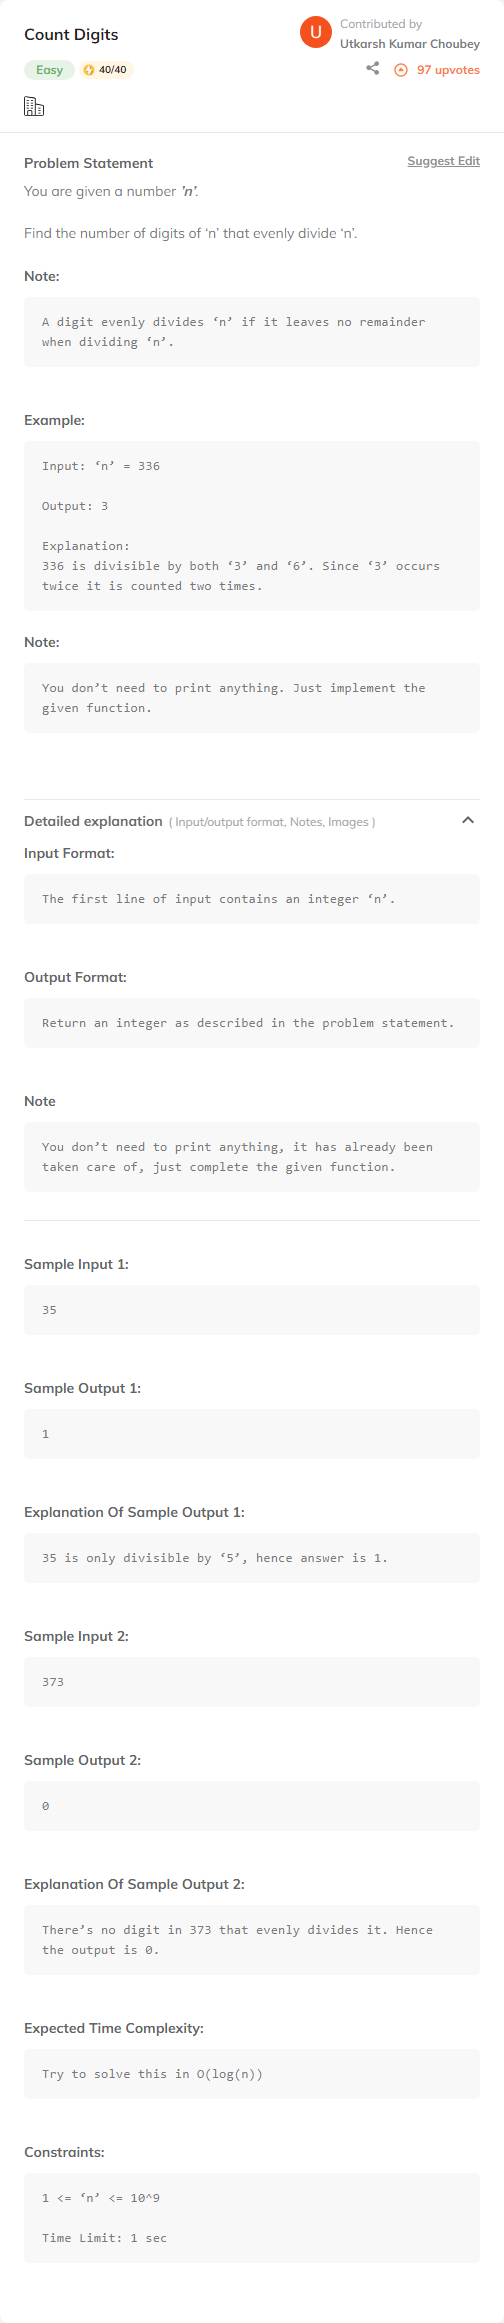 Count Digits
U
Contributed by
Utkarsh Kumar Choubey
Easy
40/40
97 upvotes
Problem Statement
Suggest Edit
You are given a number ’n’.
Find the number of digits of ‘n’ that evenly divide ‘n’.
Note:
A digit evenly divides ‘n’ if it leaves no remainder
when dividing ‘n’.
Example:
Input: ‘n’ = 336
Output: 3
Explanation:
336 is divisible by both ‘3’ and ‘6’. Since ‘3’ occurs
twice it is counted two times.
Note:
You don’t need to print anything. Just implement the
given function.
Detailed explanation ( Input/output format, Notes, Images )
Input Format:
The first line of input contains an integer ‘n’.
Output Format:
Return an integer as described in the problem statement.
Note
You don’t need to print anything, it has already been
taken care of, just complete the given function.
Sample Input 1:
35
Sample Output 1:
1
Explanation Of Sample Output 1:
35 is only divisible by ‘5’, hence answer is 1.
Sample Input 2:
373
Sample Output 2:
0
Explanation Of Sample Output 2:
There’s no digit in 373 that evenly divides it. Hence
the output is 0.
Expected Time Complexity:
Try to solve this in O(log(n))
Constraints:
1 <= ‘n’ <= 10^9
Time Limit: 1 sec